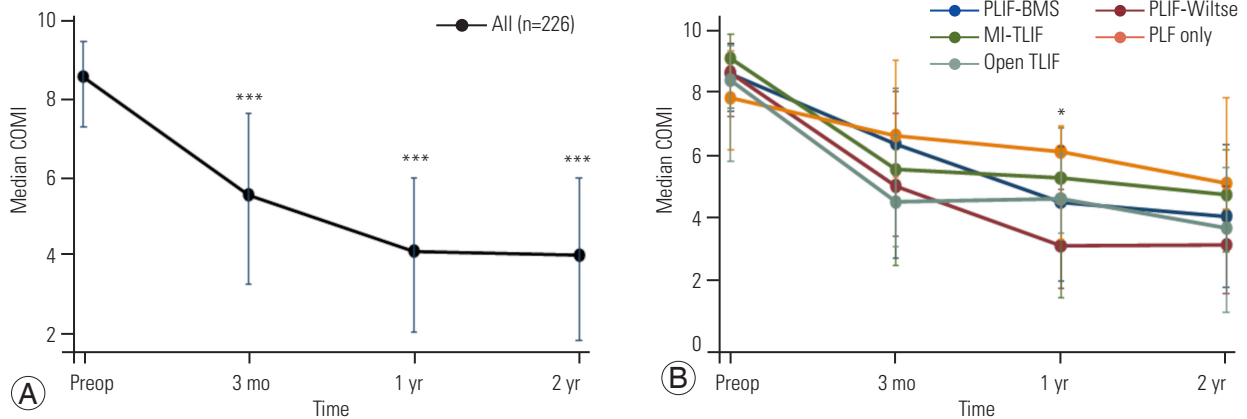 10
8
6
4
2
Median COMI
All (n=226)
***
***
***
Preop
3 mo
1 yr
2 yr
Time
A
PLIF-BMS
PLIF-Wiltse
MI-TLIF
PLF only
Open TLIF
10
8
6
4
2
0
Median COMI
*
Preop
3 mo
1 yr
2 yr
Time
B